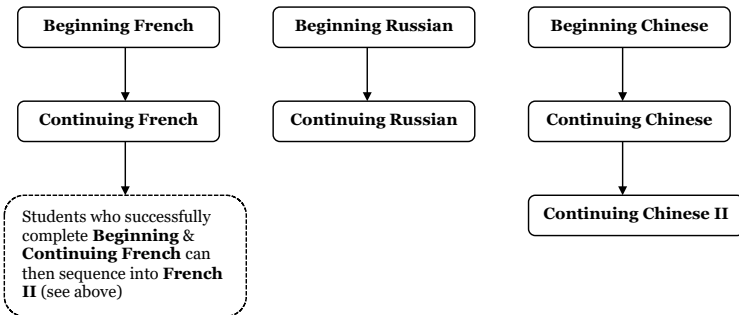 Beginning French
Beginning Russian
Beginning Chinese
Continuing French
Continuing Russian
Continuing Chinese
Students who successfully
complete Beginning &
Continuing French can
then sequence into French
II (see above)
Continuing Chinese II